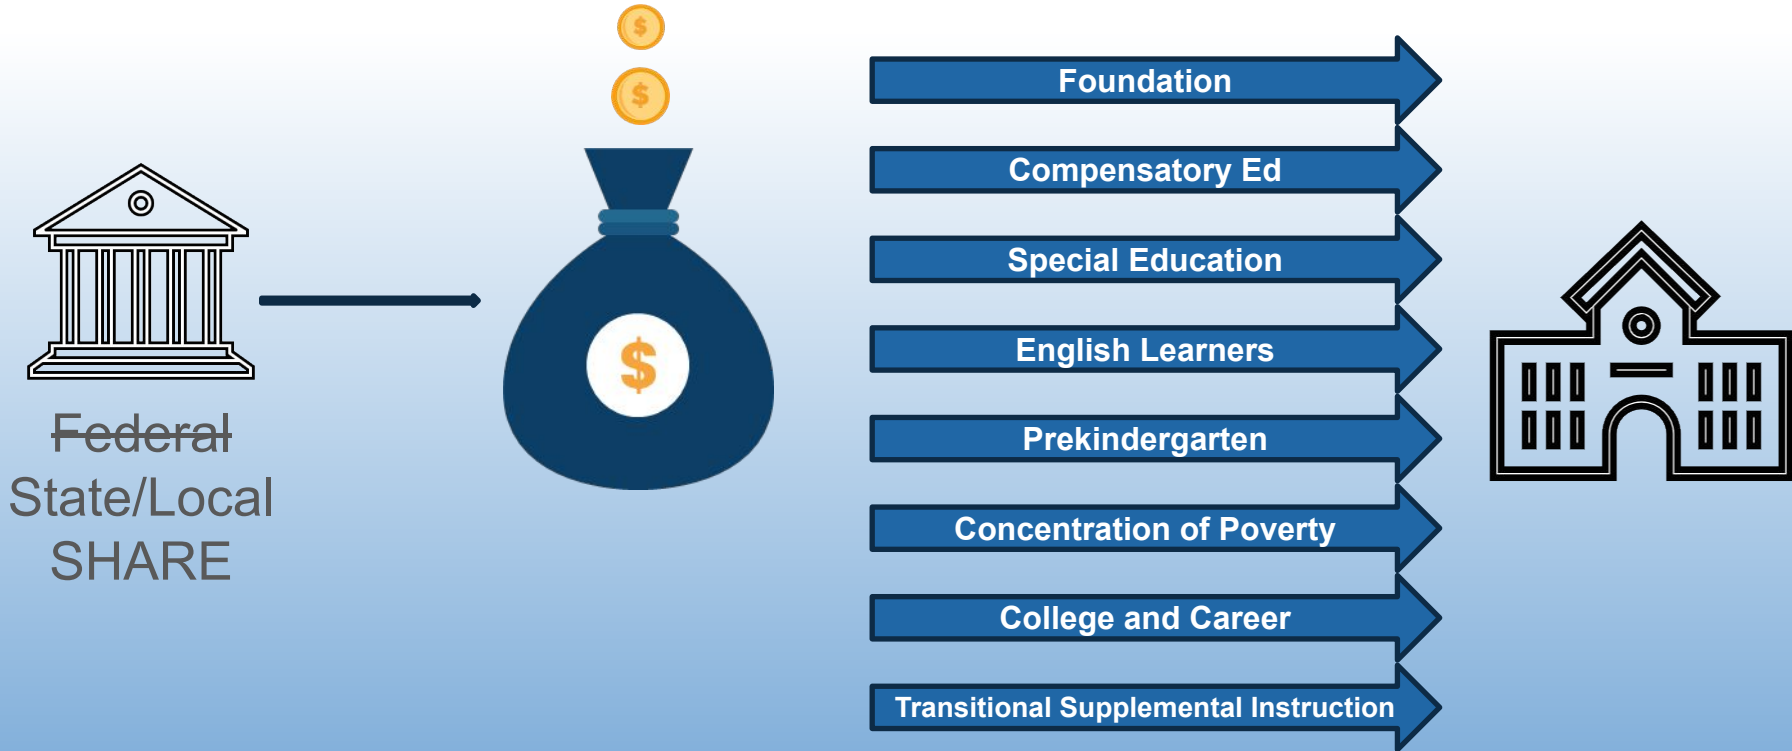 $
$
$
Federal
State/Local
SHARE
Foundation
Compensatory Ed
Special Education
English Learners
Prekindergarten
Concentration of Poverty
College and Career
Transitional Supplemental Instruction